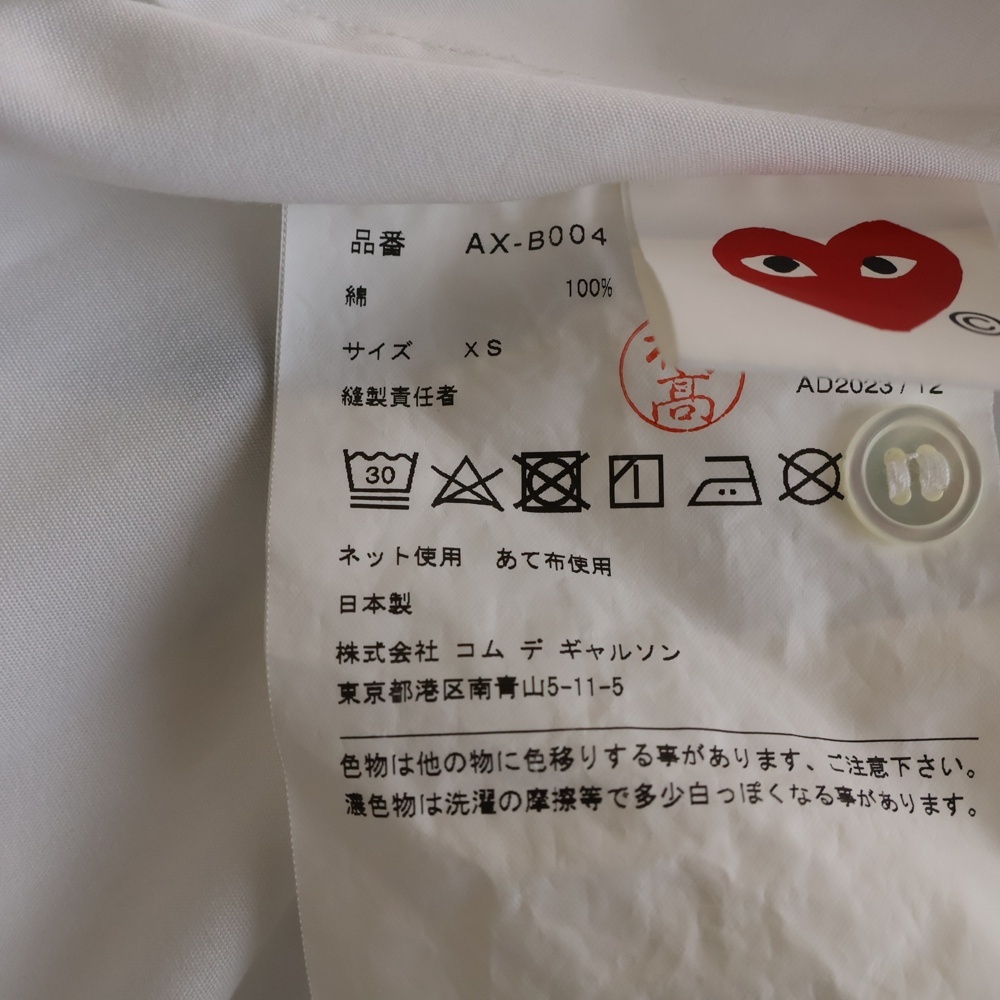 品番 AX-B004
綿 100%
サイズ XS
縫製責任者
高
AD2023/12
30
ネット使用 あて布使用
日本製
株式会社 コム デ ギャルソン
東京都港区南青山5-11-5
色物は他の物に色移りする事があります、ご注意下さい。
濃色物は洗濯の摩擦等で多少白っぽくなる事があります。
©